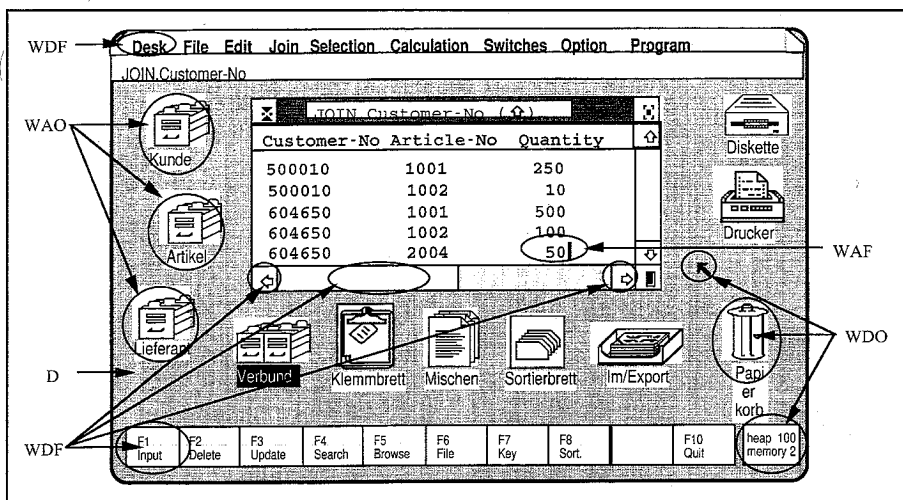 WDF
Desk File Edit Join Selection Calculation Switches Option Program
JOIN.Customer-No
WAO
Kunde
Artikel
Lieferant
D
JOIN Customer-No (⇧)
Customer-No Article-No Quantity
500010 1001 250
500010 1002 10
604650 1001 500
604650 1002 100
604650 2004 50
Diskette
Drucker
WAF
WDO
Verbund
Klemmbrett
Mischen
Sortierbrett
Im/Export
Papi
er
korb
WDF
F1 Input
F2 Delete
F3 Update
F4 Search
F5 Browse
F6 File
F7 Key
F8 Sort.
F10 Quit
heap 100
memory 2